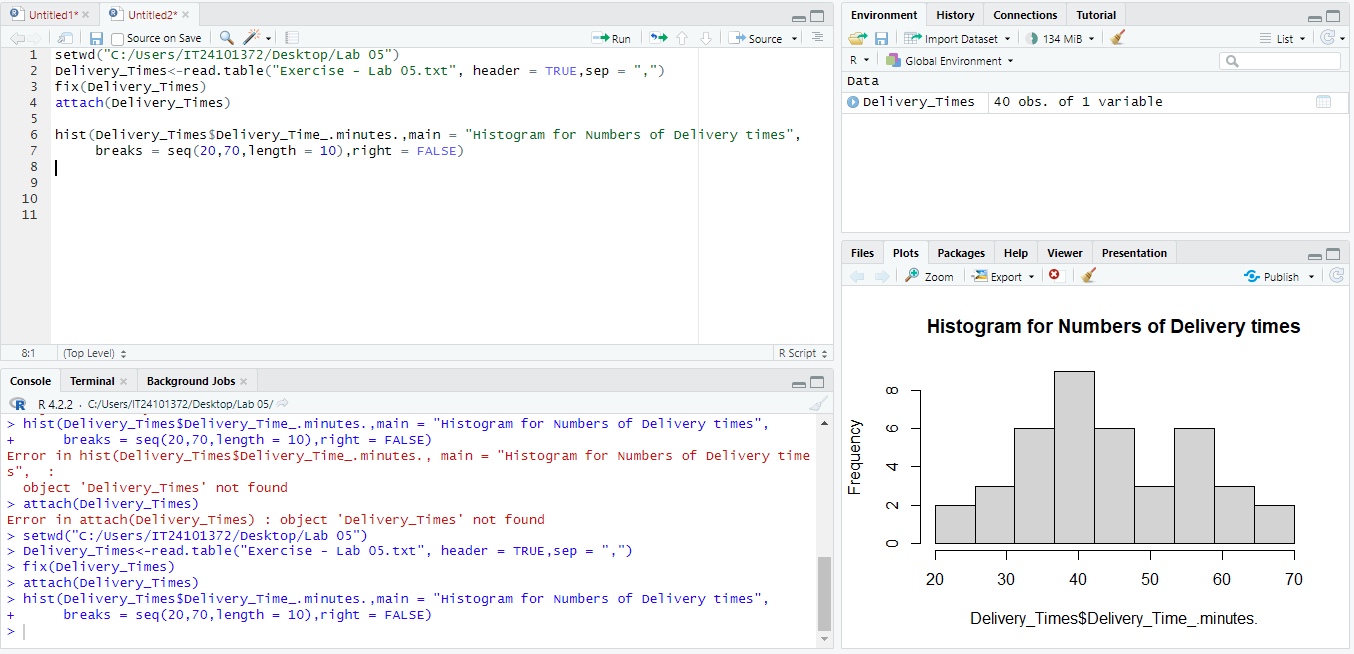 Untitled1*
Untitled2*
Source on Save
Run
Source
1 setwd("C:/Users/IT24101372/Desktop/Lab 05")
2 Delivery_Times<-read.table("Exercise - Lab 05.txt", header = TRUE,sep = ",")
3 fix(Delivery_Times)
4 attach(Delivery_Times)
5
6 hist(Delivery_Times$Delivery_Time_.minutes.,main = "Histogram for Numbers of Delivery times",
7      breaks = seq(20,70,length = 10),right = FALSE)
8
9
10
11
8:1 (Top Level) R Script
Console Terminal Background Jobs
R 4.2.2 · C:/Users/IT24101372/Desktop/Lab 05/
> hist(Delivery_Times$Delivery_Time_.minutes.,main = "Histogram for Numbers of Delivery times",
+      breaks = seq(20,70,length = 10),right = FALSE)
Error in hist(Delivery_Times$Delivery_Time_.minutes., main = "Histogram for Numbers of Delivery time
s",  :
  object 'Delivery_Times' not found
> attach(Delivery_Times)
Error in attach(Delivery_Times) : object 'Delivery_Times' not found
> setwd("C:/Users/IT24101372/Desktop/Lab 05")
> Delivery_Times<-read.table("Exercise - Lab 05.txt", header = TRUE,sep = ",")
> fix(Delivery_Times)
> attach(Delivery_Times)
> hist(Delivery_Times$Delivery_Time_.minutes.,main = "Histogram for Numbers of Delivery times",
+      breaks = seq(20,70,length = 10),right = FALSE)
>
Environment History Connections Tutorial
Import Dataset 134 MiB List
R Global Environment
Data
Delivery_Times 40 obs. of 1 variable
Files Plots Packages Help Viewer Presentation
Zoom Export Publish
Histogram for Numbers of Delivery times
Frequency
8
6
4
2
0
20 30 40 50 60 70
Delivery_Times$Delivery_Time_.minutes.